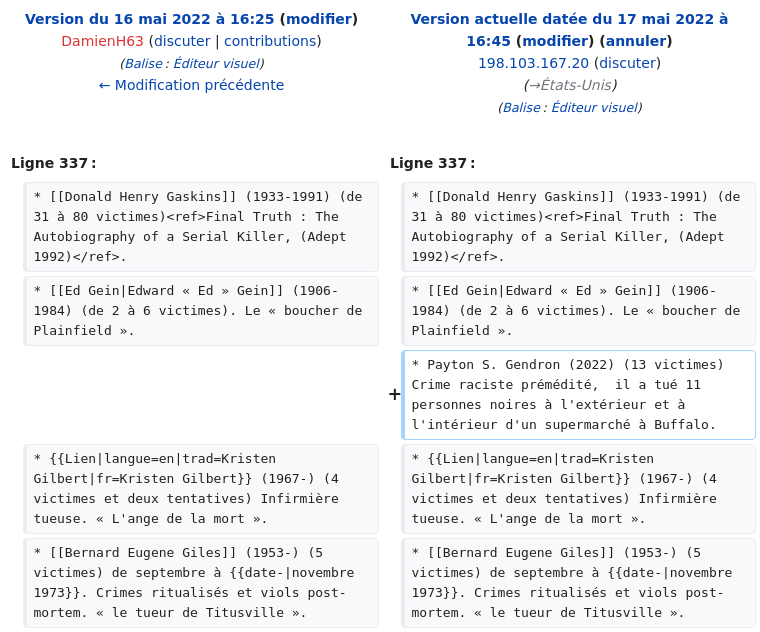 Version du 16 mai 2022 à 16:25 (modifier)
DamienH63 (discuter | contributions)
(Balise : Éditeur visuel)
← Modification précédente
Version actuelle datée du 17 mai 2022 à
16:45 (modifier) (annuler)
198.103.167.20 (discuter)
(→États-Unis)
(Balise : Éditeur visuel)
Ligne 337 :
Ligne 337 :
* [[Donald Henry Gaskins]] (1933-1991) (de
31 à 80 victimes)<ref>Final Truth : The
Autobiography of a Serial Killer, (Adept
1992)</ref>.
* [[Donald Henry Gaskins]] (1933-1991) (de
31 à 80 victimes)<ref>Final Truth : The
Autobiography of a Serial Killer, (Adept
1992)</ref>.
* [[Ed Gein|Edward « Ed » Gein]] (1906-
1984) (de 2 à 6 victimes). Le « boucher de
Plainfield ».
* [[Ed Gein|Edward « Ed » Gein]] (1906-
1984) (de 2 à 6 victimes). Le « boucher de
Plainfield ».
+
* Payton S. Gendron (2022) (13 victimes)
Crime raciste prémédité,  il a tué 11
personnes noires à l'extérieur et à
l'intérieur d'un supermarché à Buffalo.
* {{Lien|langue=en|trad=Kristen
Gilbert|fr=Kristen Gilbert}} (1967-) (4
victimes et deux tentatives) Infirmière
tueuse. « L'ange de la mort ».
* {{Lien|langue=en|trad=Kristen
Gilbert|fr=Kristen Gilbert}} (1967-) (4
victimes et deux tentatives) Infirmière
tueuse. « L'ange de la mort ».
* [[Bernard Eugene Giles]] (1953-) (5
victimes) de septembre à {{date-|novembre
1973}}. Crimes ritualisés et viols post-
mortem. « le tueur de Titusville ».
* [[Bernard Eugene Giles]] (1953-) (5
victimes) de septembre à {{date-|novembre
1973}}. Crimes ritualisés et viols post-
mortem. « le tueur de Titusville ».